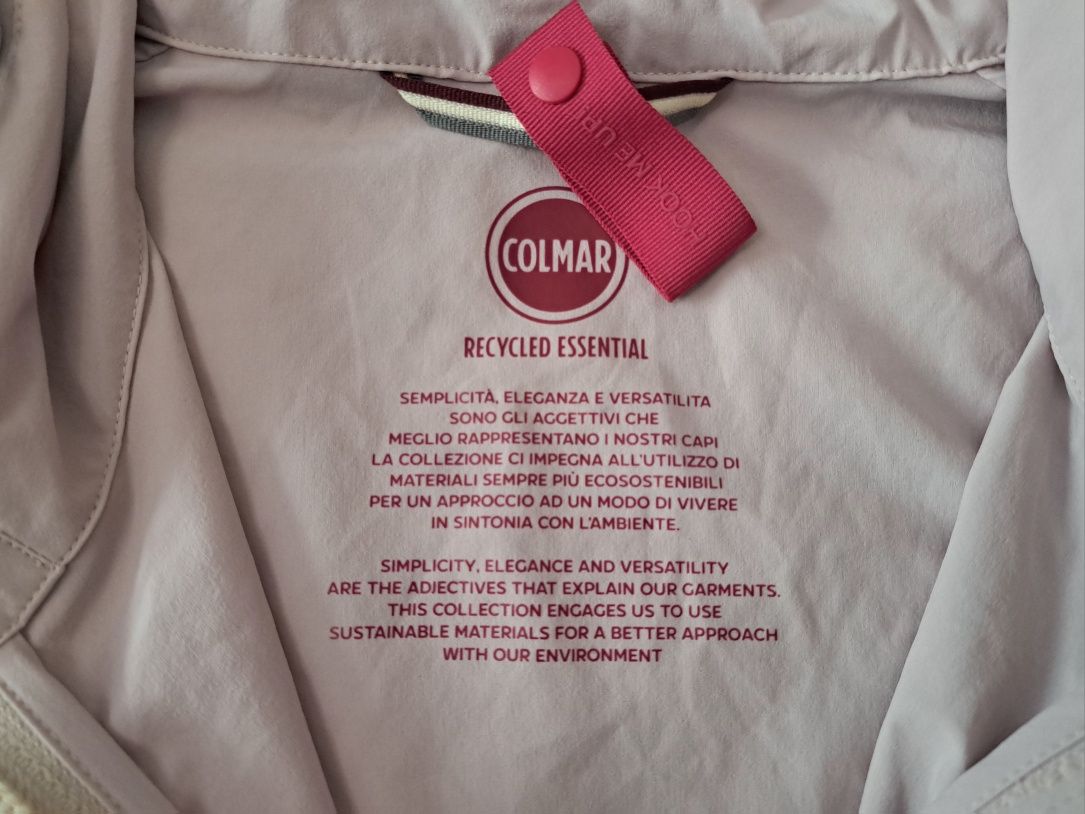 HOOK ME UP
COLMAR
RECYCLED ESSENTIAL
SEMPLICITÀ, ELEGANZA E VERSATILITA
SONO GLI AGGETTIVI CHE
MEGLIO RAPPRESENTANO I NOSTRI CAPI
LA COLLEZIONE CI IMPEGNA ALL'UTILIZZO DI
MATERIALI SEMPRE PIÙ ECOSOSTENIBILI
PER UN APPROCCIO AD UN MODO DI VIVERE
IN SINTONIA CON L'AMBIENTE.
SIMPLICITY, ELEGANCE AND VERSATILITY
ARE THE ADJECTIVES THAT EXPLAIN OUR GARMENTS.
THIS COLLECTION ENGAGES US TO USE
SUSTAINABLE MATERIALS FOR A BETTER APPROACH
WITH OUR ENVIRONMENT